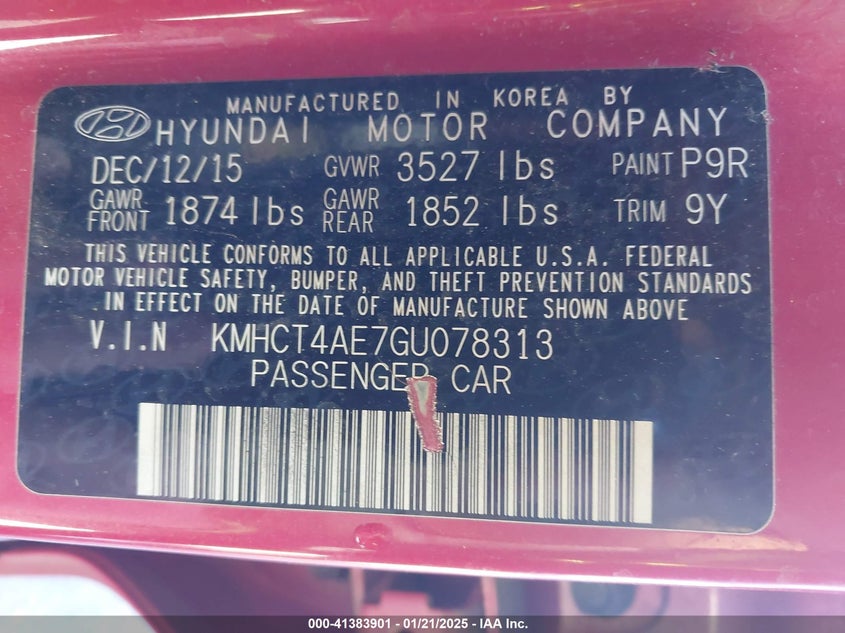 MANUFACTURED IN KOREA BY
HYUNDAI MOTOR COMPANY
DEC/12/15 GVWR 3527 lbs PAINT P9R
GAWR FRONT 1874 lbs GAWR REAR 1852 lbs TRIM 9Y
THIS VEHICLE CONFORMS TO ALL APPLICABLE U.S.A. FEDERAL
MOTOR VEHICLE SAFETY, BUMPER, AND THEFT PREVENTION STANDARDS
IN EFFECT ON THE DATE OF MANUFACTURE SHOWN ABOVE
V.I.N KMHCT4AE7GU078313
PASSENGER CAR
000-41383901 - 01/21/2025 - IAA Inc.